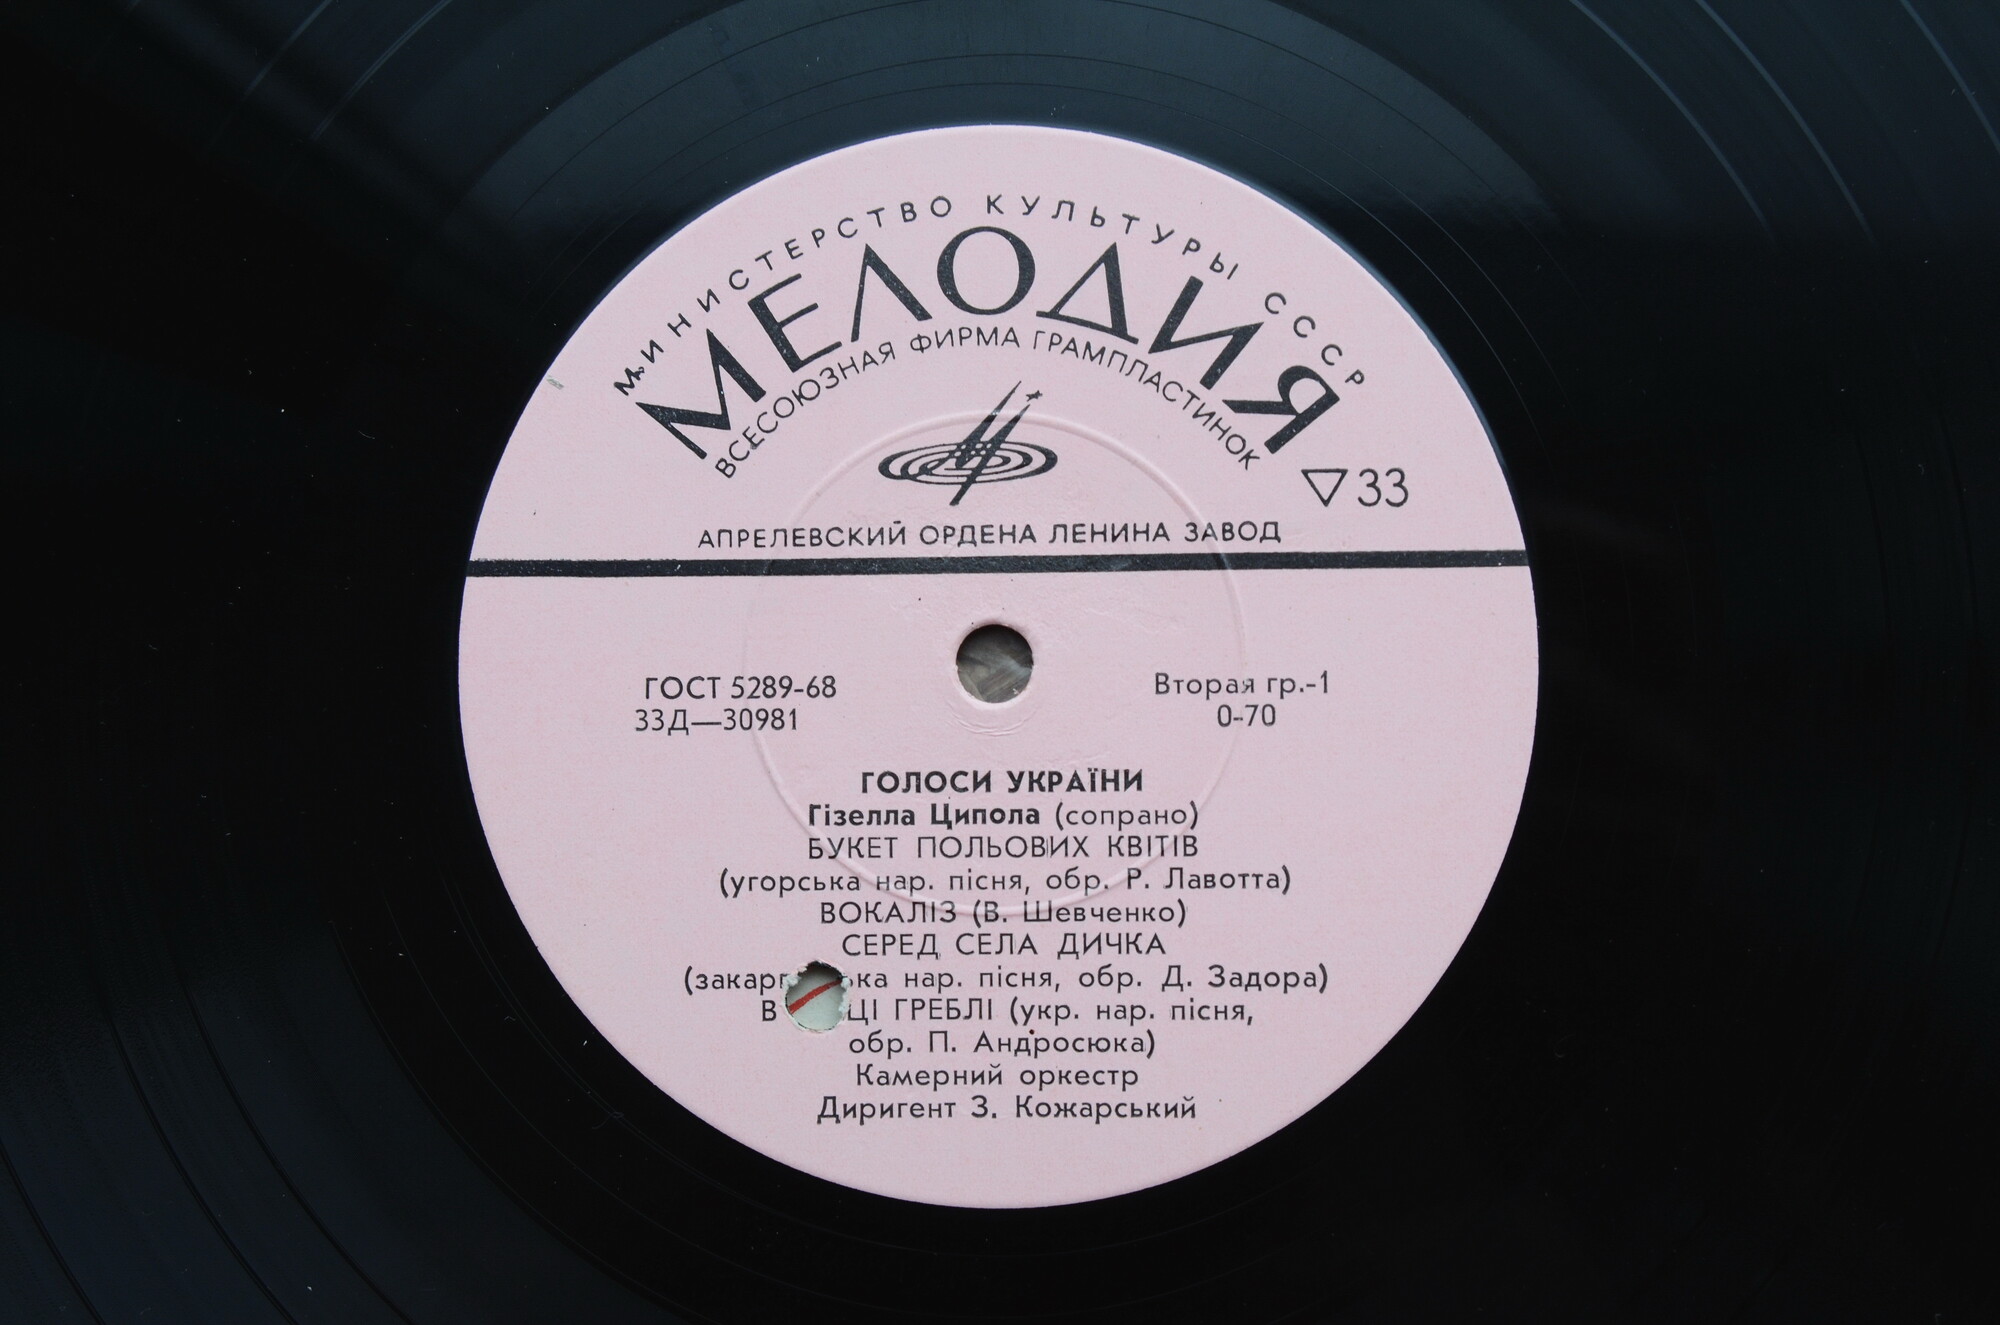 МИНИСТЕРСТВО КУЛЬТУРЫ СССР
МЕЛОДИЯ
ВСЕСОЮЗНАЯ ФИРМА ГРАМПЛАСТИНОК
33
АПРЕЛЕВСКИЙ ОРДЕНА ЛЕНИНА ЗАВОД
ГОСТ 5289-68
33Д—30981
Вторая гр.-1
0-70
ГОЛОСИ УКРАЇНИ
Гізелла Ципола (сопрано)
БУКЕТ ПОЛЬОВИХ КВІТІВ
(угорська нар. пісня, обр. Р. Лавотта)
ВОКАЛІЗ (В. Шевченко)
СЕРЕД СЕЛА ДИЧКА
нар. пісня, обр. Д. Задора)
ГРЕБЛІ (укр. нар. пісня,
обр. П. Андросюка)
Камерний оркестр
Диригент З. Кожарський